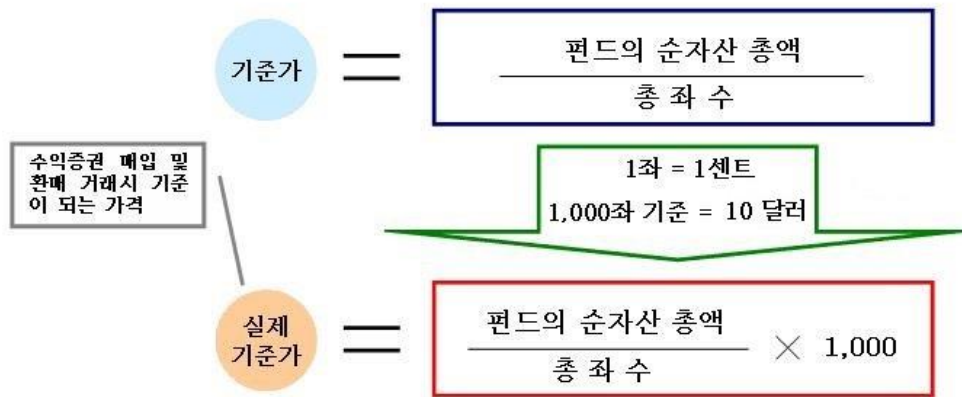 기준가
=
펀드의 순자산 총액
총 좌 수
수익증권 매입 및
환매 거래시 기준
이 되는 가격
1좌 = 1센트
1,000좌 기준 = 10 달러
실제
기준가
=
펀드의 순자산 총액
총 좌 수
× 1,000